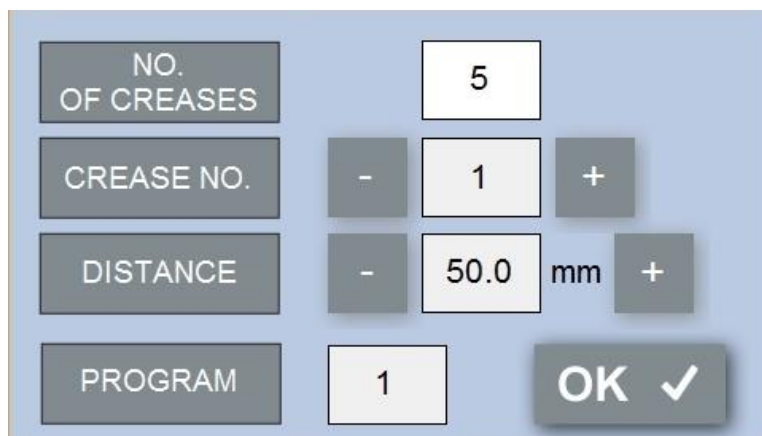 NO.
OF CREASES
5
CREASE NO.
-
1
+
DISTANCE
-
50.0
mm
+
PROGRAM
1
OK ✓